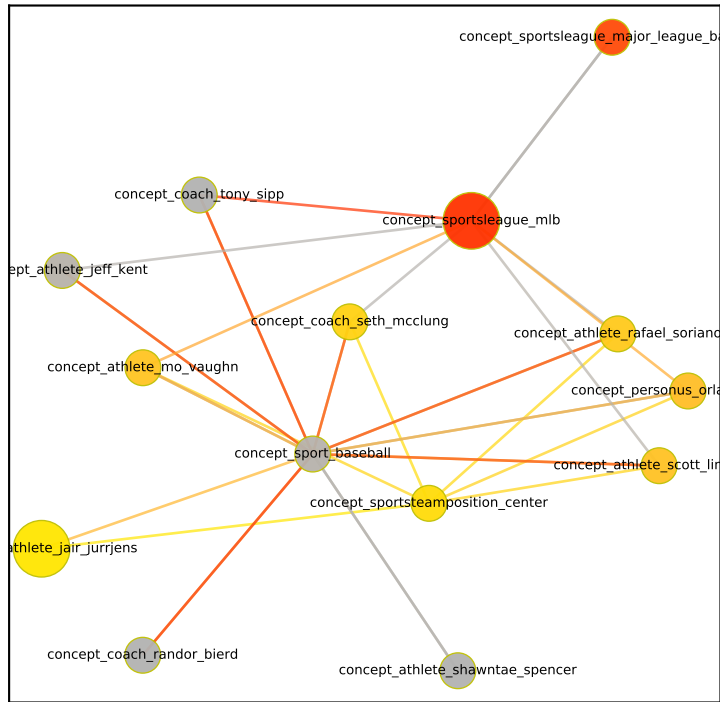 concept_sportsleague_major_league_ba
concept_coach_tony_sipp
concept_sportsleague_mlb
ept_athlete_jeff_kent
concept_coach_seth_mcclung
concept_athlete_rafael_soriano
concept_athlete_mo_vaughn
concept_personus_orla
concept_sport_baseball
concept_athlete_scott_lin
concept_sportsteamposition_center
athlete_jair_jurrjens
concept_coach_randor_bierd
concept_athlete_shawntae_spencer